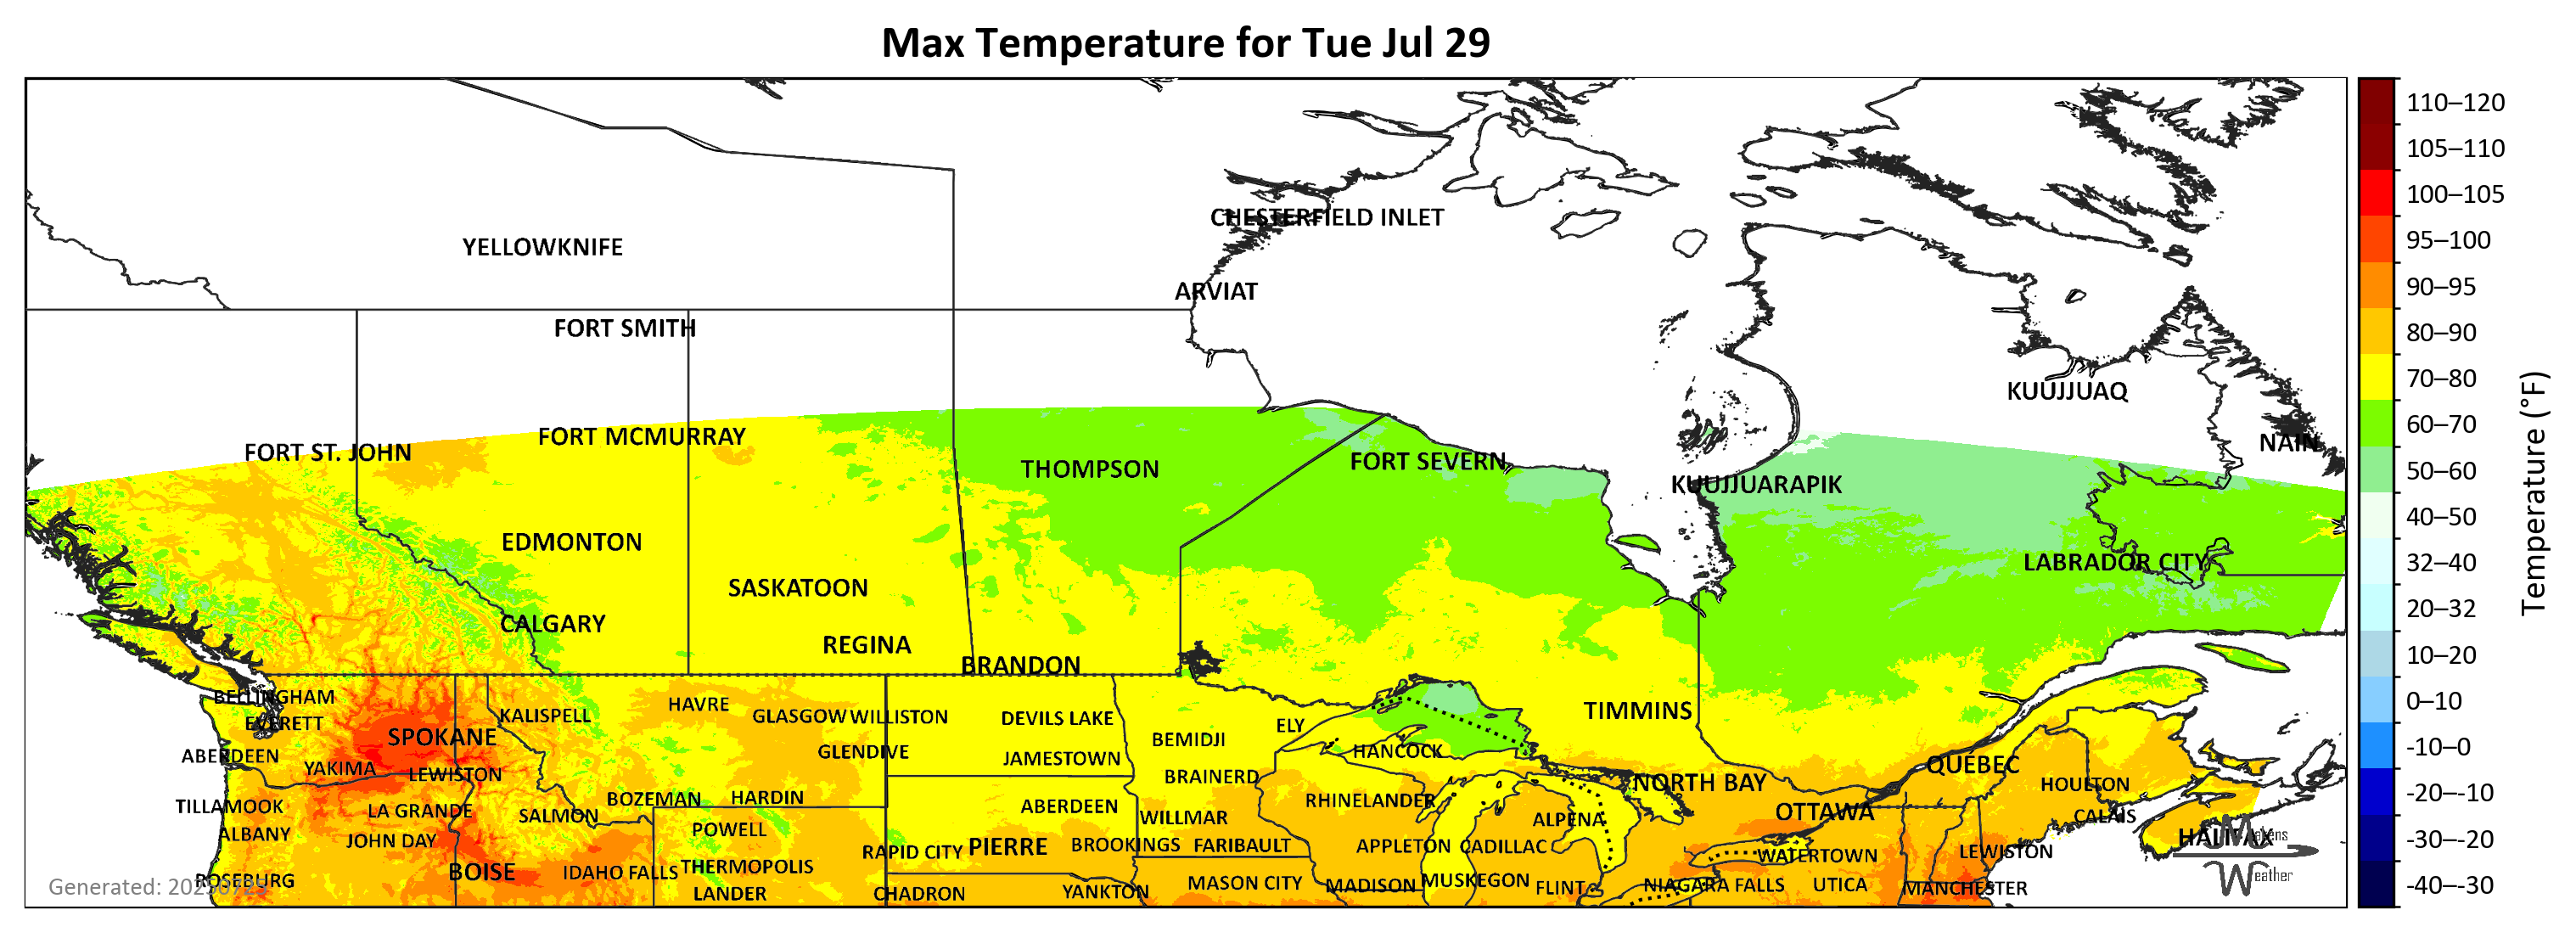 Max Temperature for Tue Jul 29
110–120
105–110
100–105
95–100
90–95
80–90
70–80
60–70
50–60
40–50
32–40
20–32
10–20
0–10
-10–0
-20–-10
-30–-20
-40–-30
Temperature (°F)
CHESTERFIELD INLET
YELLOWKNIFE
ARVIAT
FORT SMITH
KUUJJUAQ
FORT MCMURRAY
NAIN
FORT ST. JOHN
THOMPSON
FORT SEVERN
KUUJJUARAPIK
EDMONTON
LABRADOR CITY
SASKATOON
CALGARY
REGINA
BRANDON
BELLINGHAM
HAVRE
KALISPELL
GLASGOW
WILLISTON
DEVILS LAKE
TIMMINS
EVERETT
ELY
SPOKANE
BEMIDJI
HANCOCK
GLENDIVE
ABERDEEN
JAMESTOWN
QUÉBEC
YAKIMA
LEWISTON
BRAINERD
NORTH BAY
HOULTON
BOZEMAN
HARDIN
RHINELANDER
TILLAMOOK
LA GRANDE
ABERDEEN
OTTAWA
SALMON
WILLMAR
ALPENA
CALAIS
ALBANY
POWELL
JOHN DAY
HALIFAX
RAPID CITY
PIERRE
BROOKINGS
FARIBAULT
APPLETON
CADILLAC
WATERTOWN
LEWISTON
BOISE
IDAHO FALLS
THERMOPOLIS
ROSEBURG
MASON CITY
MADISON
MUSKEGON
FLINT
NIAGARA FALLS
UTICA
MANCHESTER
LANDER
CHADRON
YANKTON
Makens
Weather